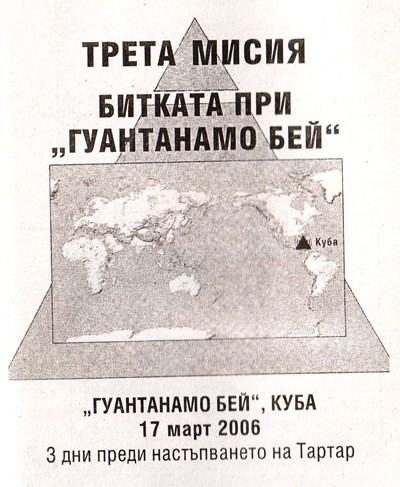 ТРЕТА МИСИЯ
БИТКАТА ПРИ
„ГУАНТАНАМО БЕЙ“
Куба
„ГУАНТАНАМО БЕЙ“, КУБА
17 март 2006
3 дни преди настъпването на Тартар